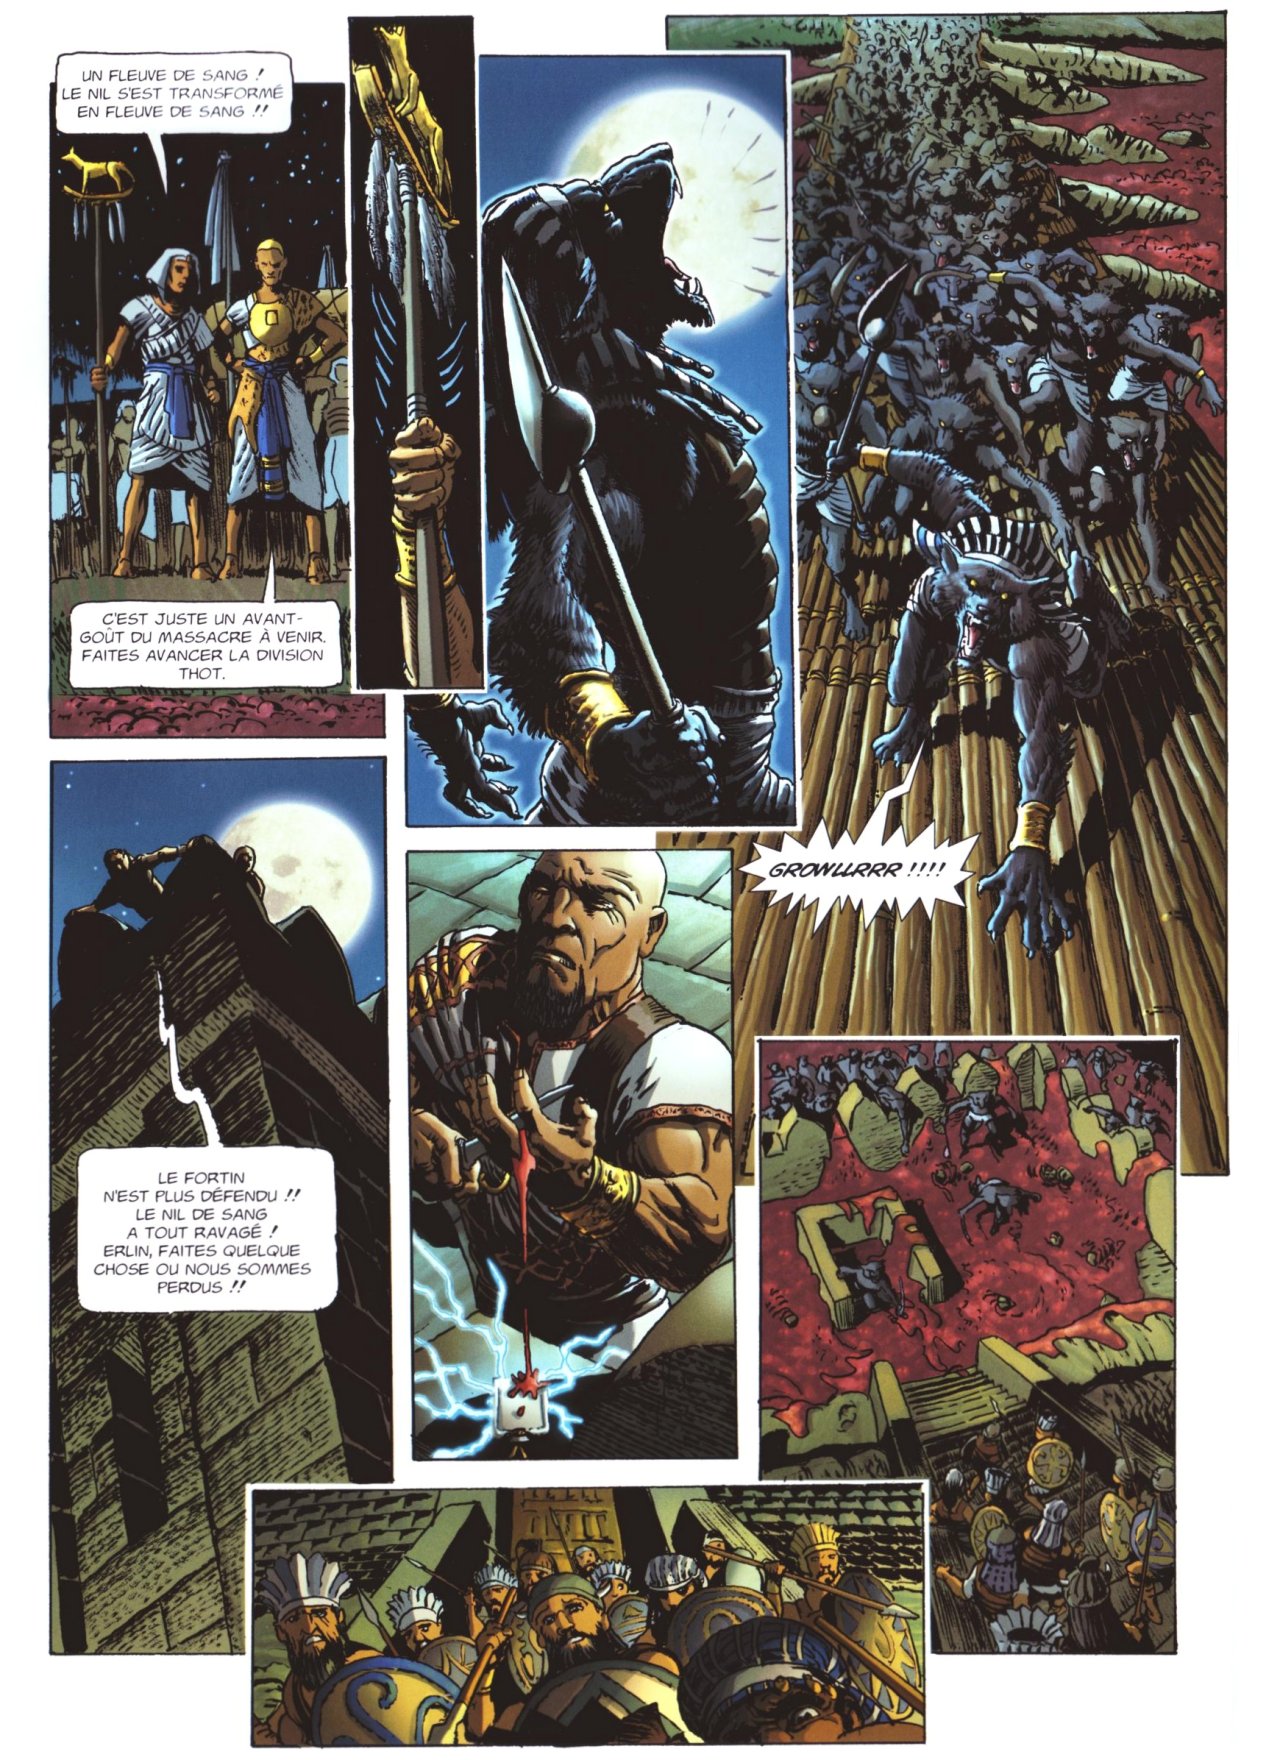 UN FLEUVE DE SANG !
LE NIL S'EST TRANSFORMÉ
EN FLEUVE DE SANG !!
C'EST JUSTE UN AVANT-
GOÛT DU MASSACRE À VENIR.
FAITES AVANCER LA DIVISION
THOT.
GROWLLRRR !!!!
LE FORTIN
N'EST PLUS DÉFENDU !!
LE NIL DE SANG
A TOUT RAVAGÉ !
ERLIN, FAITES QUELQUE
CHOSE OU NOUS SOMMES
PERDUS !!